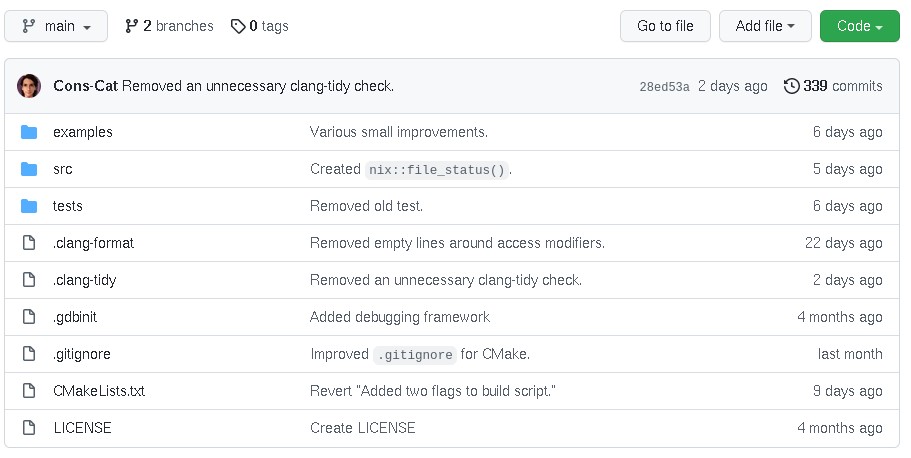 main 2 branches 0 tags Go to file Add file Code
Cons-Cat Removed an unnecessary clang-tidy check. 28ed53a 2 days ago 339 commits
examples Various small improvements. 6 days ago
src Created nix::file_status(). 5 days ago
tests Removed old test. 6 days ago
.clang-format Removed empty lines around access modifiers. 22 days ago
.clang-tidy Removed an unnecessary clang-tidy check. 2 days ago
.gdbinit Added debugging framework 4 months ago
.gitignore Improved .gitignore for CMake. last month
CMakeLists.txt Revert "Added two flags to build script." 9 days ago
LICENSE Create LICENSE 4 months ago